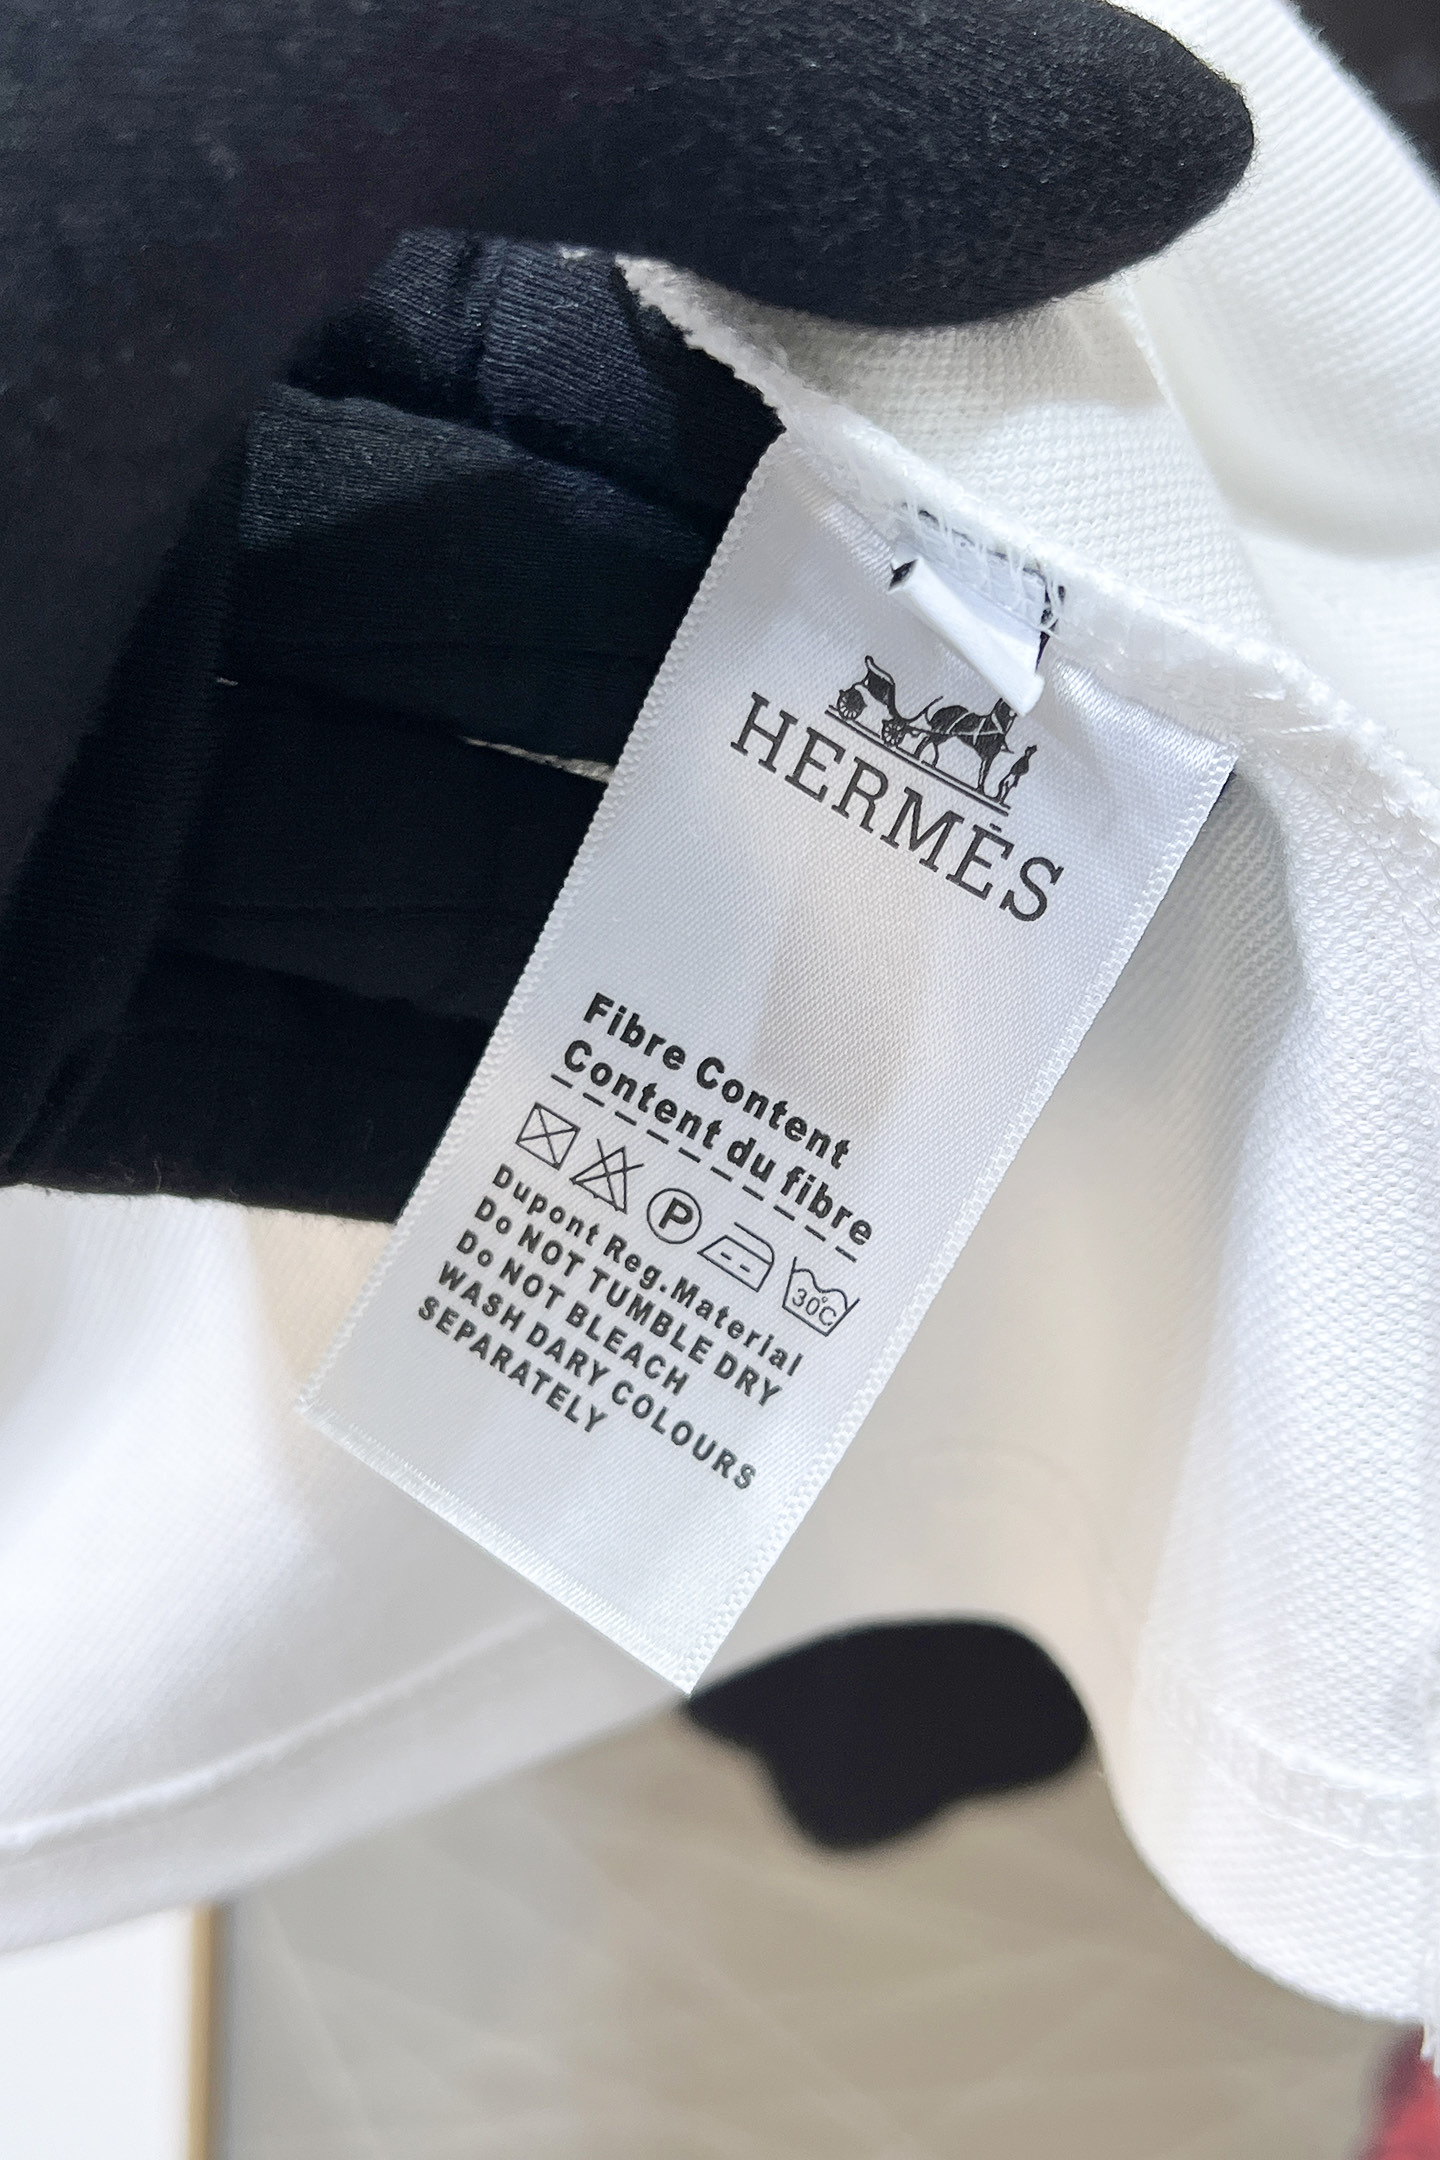 HERMÈS
Fibre Content
Content du fibre
P
30°C
Dupont Reg.Material
Do NOT TUMBLE DRY
Do NOT BLEACH
WASH DARY COLOURS
SEPARATELY